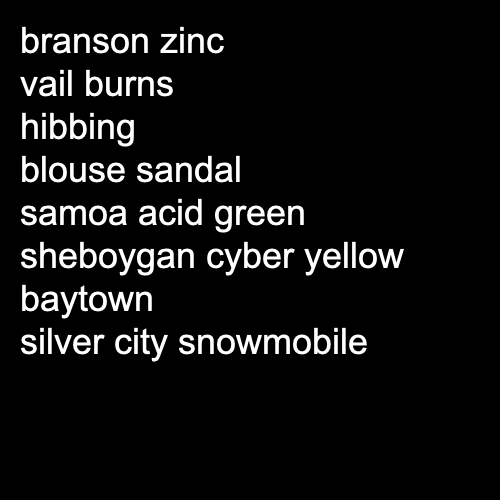 branson zinc
vail burns
hibbing
blouse sandal
samoa acid green
sheboygan cyber yellow
baytown
silver city snowmobile